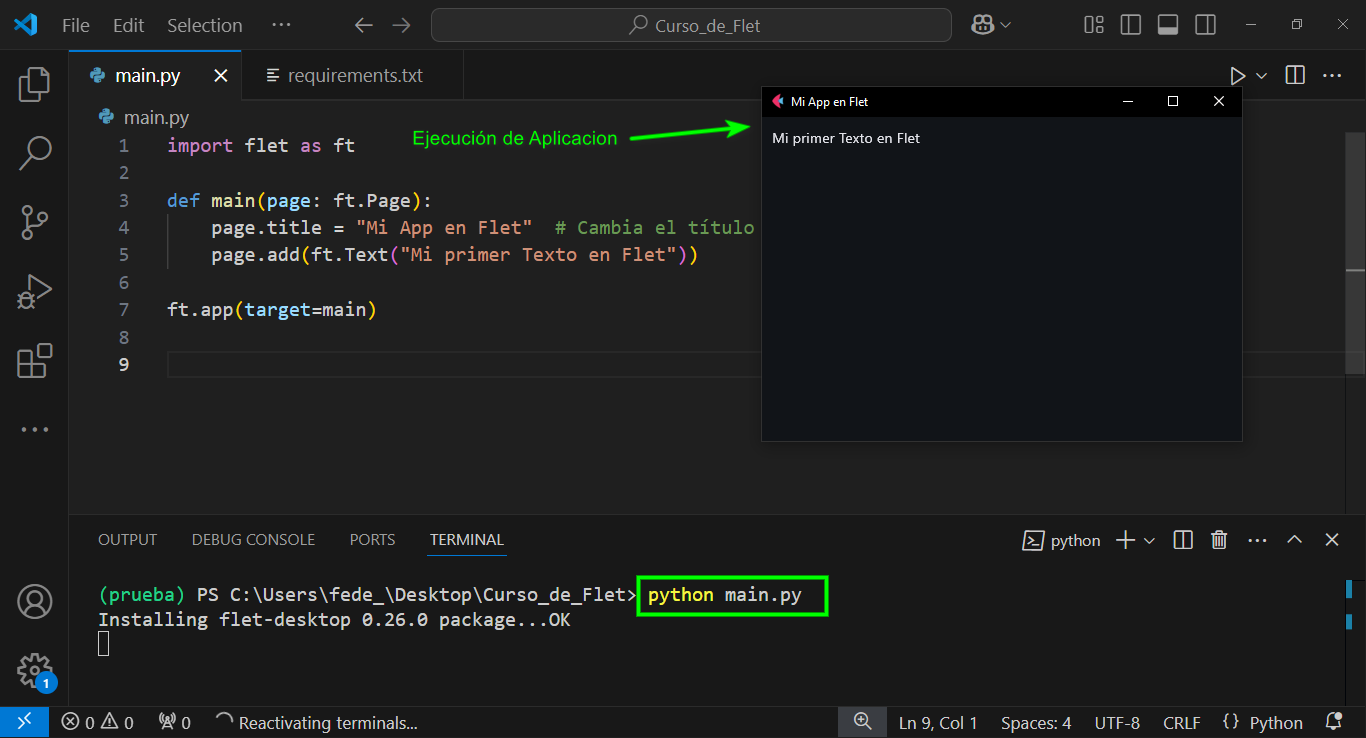 File Edit Selection ··· Curso_de_Flet
main.py requirements.txt
main.py
Ejecución de Aplicacion
Mi App en Flet
Mi primer Texto en Flet
1 import flet as ft
2
3 def main(page: ft.Page):
4 page.title = "Mi App en Flet" # Cambia el título
5 page.add(ft.Text("Mi primer Texto en Flet"))
6
7 ft.app(target=main)
8
9
OUTPUT DEBUG CONSOLE PORTS TERMINAL python
(prueba) PS C:\Users\fede_\Desktop\Curso_de_Flet> python main.py
Installing flet-desktop 0.26.0 package...OK
1
0 0 0 Reactivating terminals... Ln 9, Col 1 Spaces: 4 UTF-8 CRLF {} Python